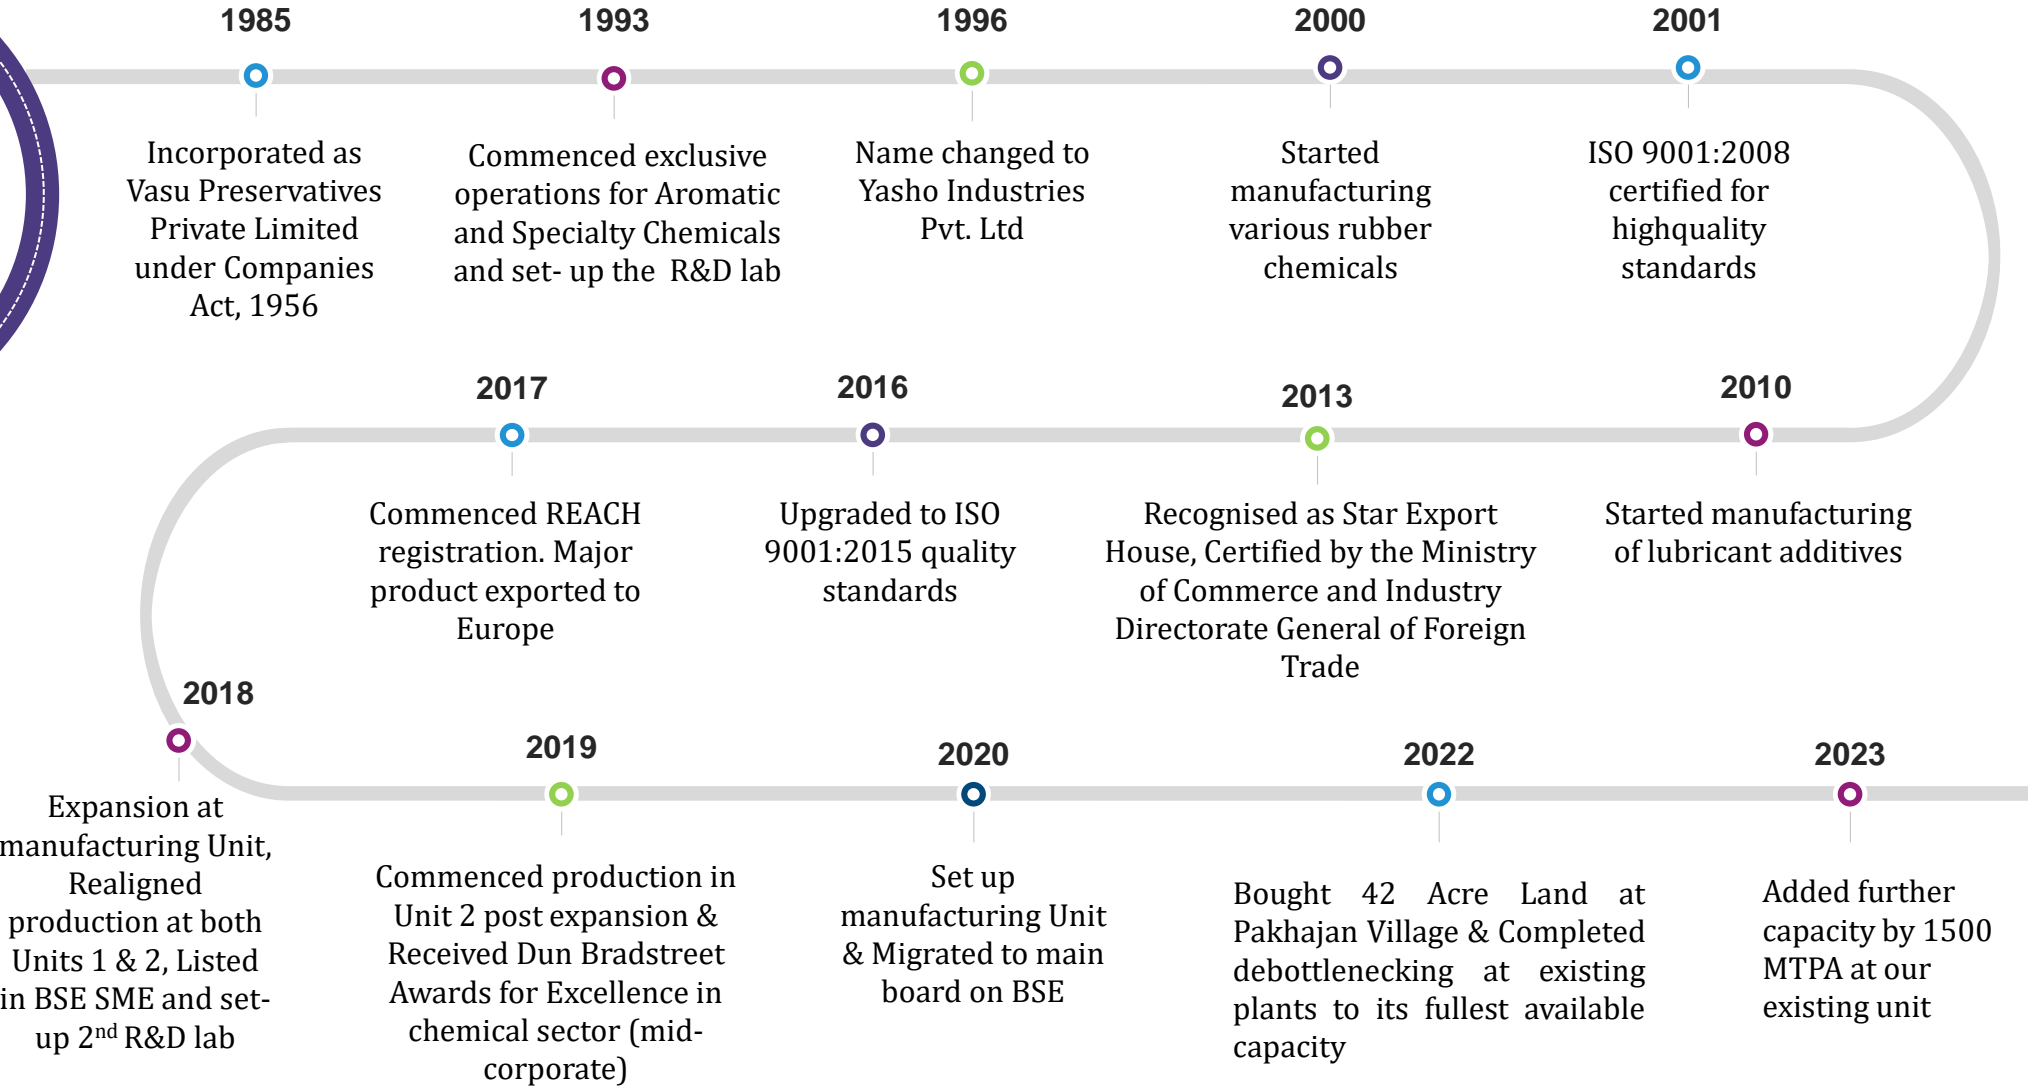 1985
Incorporated as
Vasu Preservatives
Private Limited
under Companies
Act, 1956
1993
Commenced exclusive
operations for Aromatic
and Specialty Chemicals
and set- up the R&D lab
1996
Name changed to
Yasho Industries
Pvt. Ltd
2000
Started
manufacturing
various rubber
chemicals
2001
ISO 9001:2008
certified for
highquality
standards
2010
Started manufacturing
of lubricant additives
2013
Recognised as Star Export
House, Certified by the Ministry
of Commerce and Industry
Directorate General of Foreign
Trade
2016
Upgraded to ISO
9001:2015 quality
standards
2017
Commenced REACH
registration. Major
product exported to
Europe
2018
Expansion at
manufacturing Unit,
Realigned
production at both
Units 1 & 2, Listed
in BSE SME and set-
up 2nd R&D lab
2019
Commenced production in
Unit 2 post expansion &
Received Dun Bradstreet
Awards for Excellence in
chemical sector (mid-
corporate)
2020
Set up
manufacturing Unit
& Migrated to main
board on BSE
2022
Bought 42 Acre Land at
Pakhajan Village & Completed
debottlenecking at existing
plants to its fullest available
capacity
2023
Added further
capacity by 1500
MTPA at our
existing unit